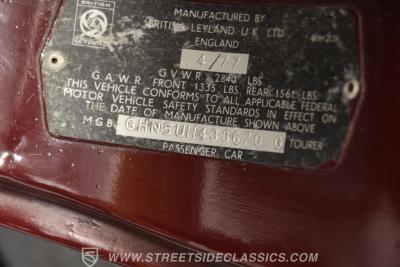 BRITISH
LEYLAND
MANUFACTURED BY
BRITISH LEYLAND U K LTD
ENGLAND
4/77
G V W R 2840 LBS
G A W R FRONT 1335 LBS, REAR 1561 LBS
THIS VEHICLE CONFORMS TO ALL APPLICABLE FEDERAL
MOTOR VEHICLE SAFETY STANDARDS IN EFFECT ON
THE DATE OF MANUFACTURE SHOWN ABOVE
M G B TOURER
PASSENGER CAR
WWW.STREETSIDECLASSICS.COM